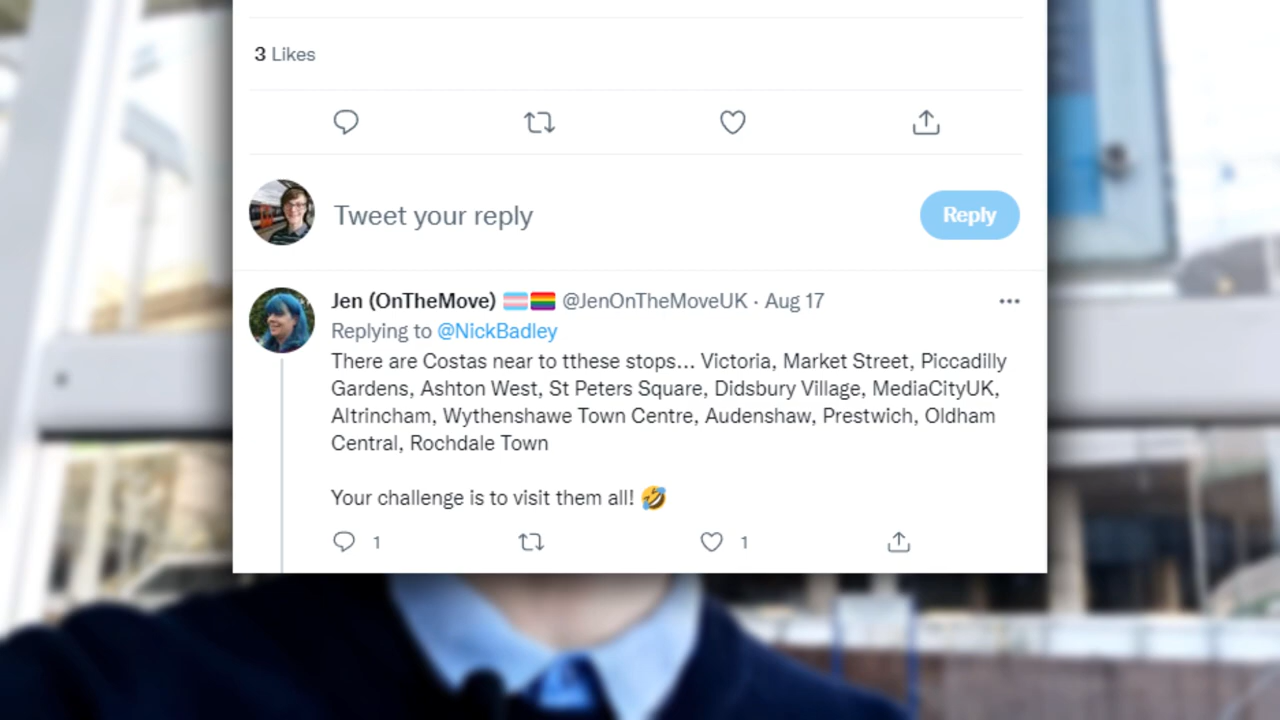 3 Likes
Tweet your reply
Reply
Jen (OnTheMove) 🏳️‍⚧️🏳️‍🌈 @JenOnTheMoveUK · Aug 17
Replying to @NickBadley
There are Costas near to tthese stops... Victoria, Market Street, Piccadilly
Gardens, Ashton West, St Peters Square, Didsbury Village, MediaCityUK,
Altrincham, Wythenshawe Town Centre, Audenshaw, Prestwich, Oldham
Central, Rochdale Town
Your challenge is to visit them all! 🤣
1 1